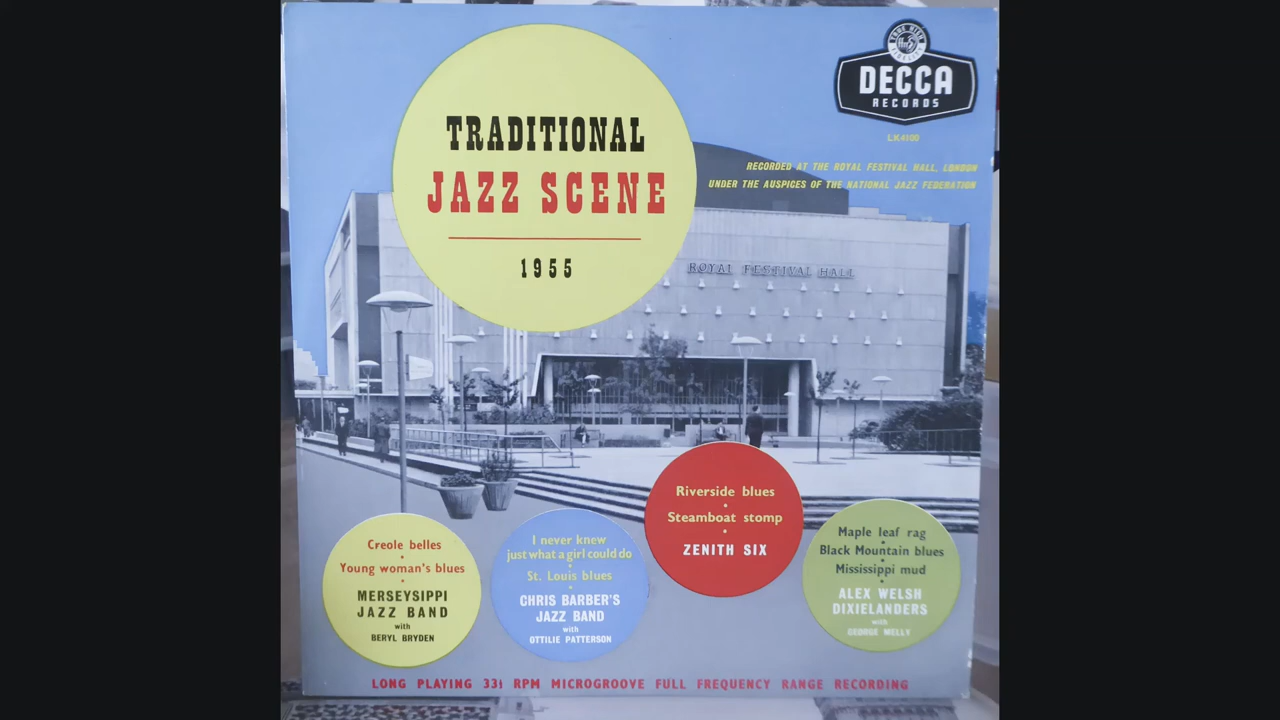 TRADITIONAL
JAZZ SCENE
1955
DECCA
RECORDS
LK4100
RECORDED AT THE ROYAL FESTIVAL HALL, LONDON
UNDER THE AUSPICES OF THE NATIONAL JAZZ FEDERATION
ROYAL FESTIVAL HALL
Creole belles
Young woman's blues
MERSEYSIPPI
JAZZ BAND
with
BERYL BRYDEN
I never knew
just what a girl could do
St. Louis blues
CHRIS BARBER'S
JAZZ BAND
with
OTTILIE PATTERSON
Riverside blues
Steamboat stomp
ZENITH SIX
Maple leaf rag
Black Mountain blues
Mississippi mud
ALEX WELSH
DIXIELANDERS
with
GEORGE MELLY
LONG PLAYING 33⅓ RPM MICROGROOVE FULL FREQUENCY RANGE RECORDING